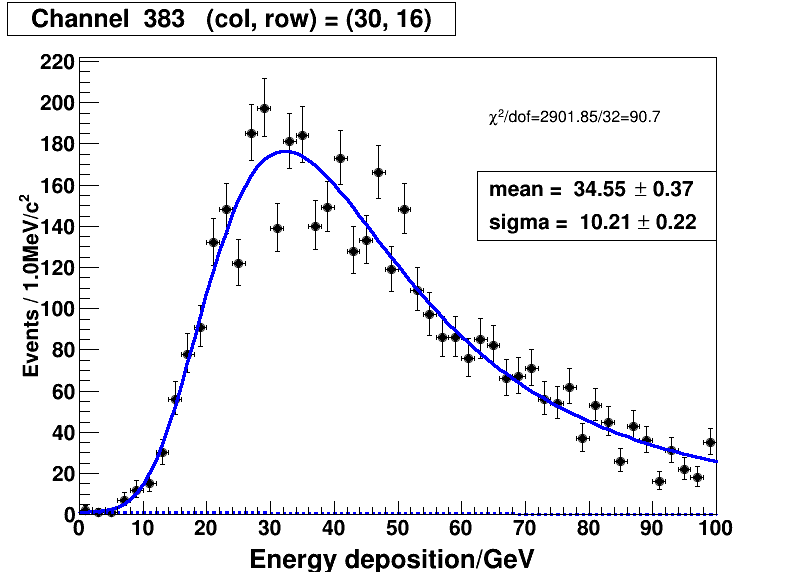 Channel 383 (col, row) = (30, 16)
χ²/dof=2901.85/32=90.7
mean = 34.55 ± 0.37
sigma = 10.21 ± 0.22
Events / 1.0MeV/c²
220
200
180
160
140
120
100
80
60
40
20
0
0 10 20 30 40 50 60 70 80 90 100
Energy deposition/GeV